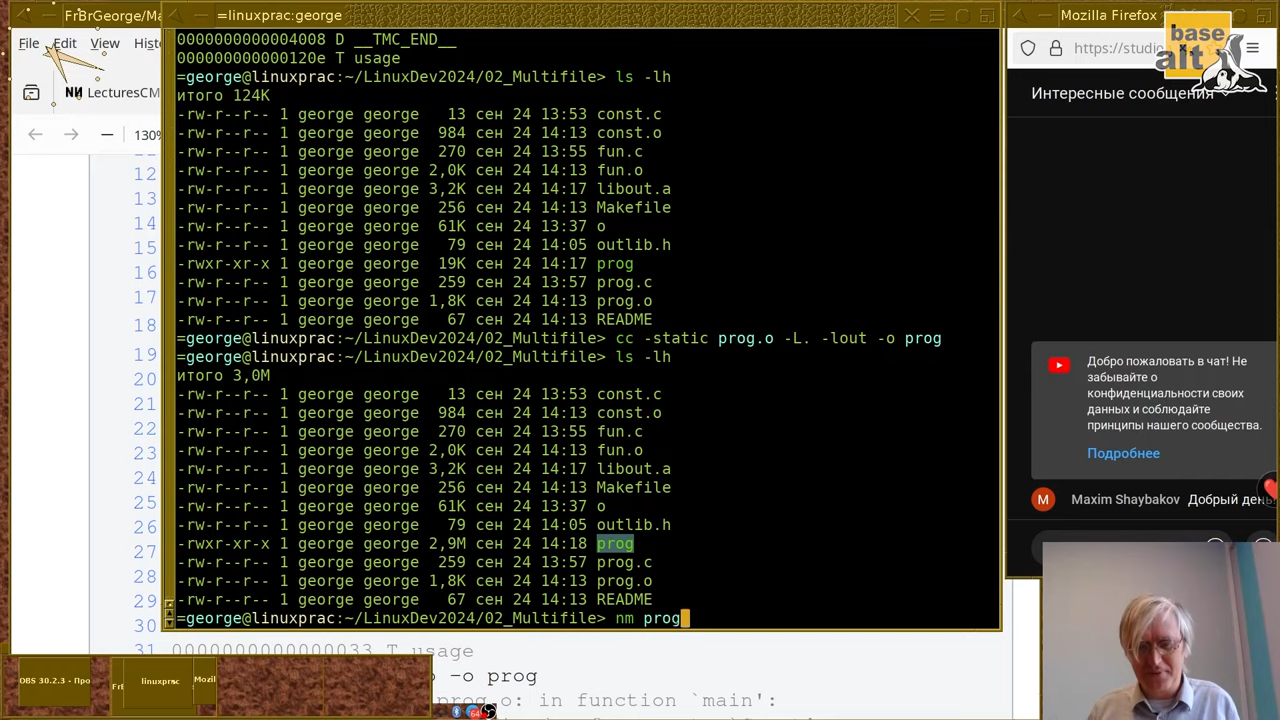 FrBrGeorge/Ma
=linuxprac:george
Mozilla Firefox
File Edit View Hist
LecturesCM
130%
https://studio
base
alt
Интересные сообщения
0000000000004008 D __TMC_END__
000000000000120e T usage
=george@linuxprac:~/LinuxDev2024/02_Multifile> ls -lh
итого 124K
-rw-r--r-- 1 george george 13 сен 24 13:53 const.c
-rw-r--r-- 1 george george 984 сен 24 14:13 const.o
-rw-r--r-- 1 george george 270 сен 24 13:55 fun.c
-rw-r--r-- 1 george george 2,0K сен 24 14:13 fun.o
-rw-r--r-- 1 george george 3,2K сен 24 14:17 libout.a
-rw-r--r-- 1 george george 256 сен 24 14:13 Makefile
-rw-r--r-- 1 george george 61K сен 24 13:37 o
-rw-r--r-- 1 george george 79 сен 24 14:05 outlib.h
-rwxr-xr-x 1 george george 19K сен 24 14:17 prog
-rw-r--r-- 1 george george 259 сен 24 13:57 prog.c
-rw-r--r-- 1 george george 1,8K сен 24 14:13 prog.o
-rw-r--r-- 1 george george 67 сен 24 14:13 README
=george@linuxprac:~/LinuxDev2024/02_Multifile> cc -static prog.o -L. -lout -o prog
=george@linuxprac:~/LinuxDev2024/02_Multifile> ls -lh
итого 3,0M
-rw-r--r-- 1 george george 13 сен 24 13:53 const.c
-rw-r--r-- 1 george george 984 сен 24 14:13 const.o
-rw-r--r-- 1 george george 270 сен 24 13:55 fun.c
-rw-r--r-- 1 george george 2,0K сен 24 14:13 fun.o
-rw-r--r-- 1 george george 3,2K сен 24 14:17 libout.a
-rw-r--r-- 1 george george 256 сен 24 14:13 Makefile
-rw-r--r-- 1 george george 61K сен 24 13:37 o
-rw-r--r-- 1 george george 79 сен 24 14:05 outlib.h
-rwxr-xr-x 1 george george 2,9M сен 24 14:18 prog
-rw-r--r-- 1 george george 259 сен 24 13:57 prog.c
-rw-r--r-- 1 george george 1,8K сен 24 14:13 prog.o
-rw-r--r-- 1 george george 67 сен 24 14:13 README
=george@linuxprac:~/LinuxDev2024/02_Multifile> nm prog
12
13
14
15
16
17
18
19
20
21
22
23
24
25
26
27
28
29
30
31
0000000000000033 T usage
-o prog
prog.o: in function `main':
Добро пожаловать в чат! Не
забывайте о
конфиденциальности своих
данных и соблюдайте
принципы нашего сообщества.
Подробнее
M
Maxim Shaybakov Добрый день
OBS 30.2.3 - Про
FrB
linuxprac
Mozil
64